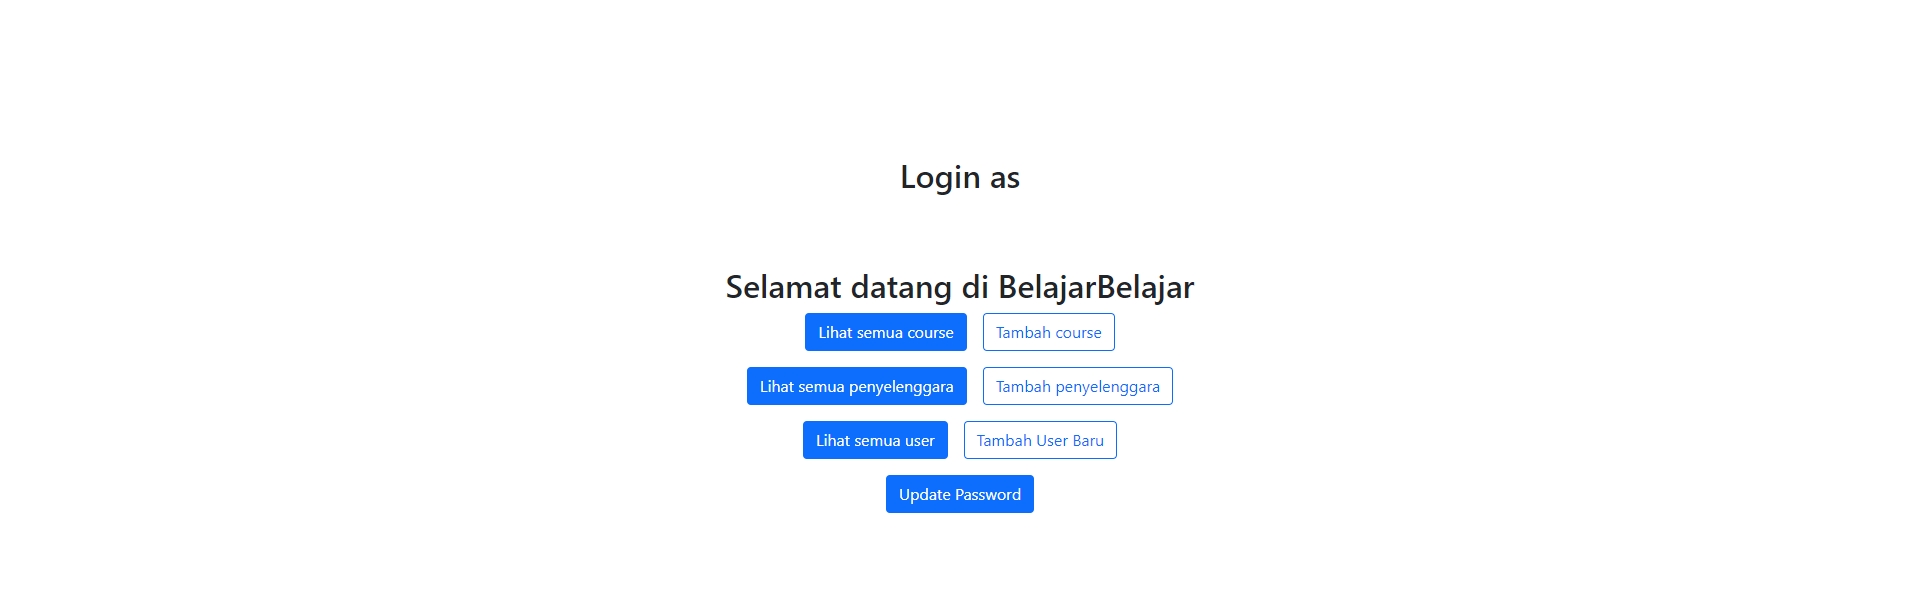 Login as
Selamat datang di BelajarBelajar
Lihat semua course Tambah course
Lihat semua penyelenggara Tambah penyelenggara
Lihat semua user Tambah User Baru
Update Password